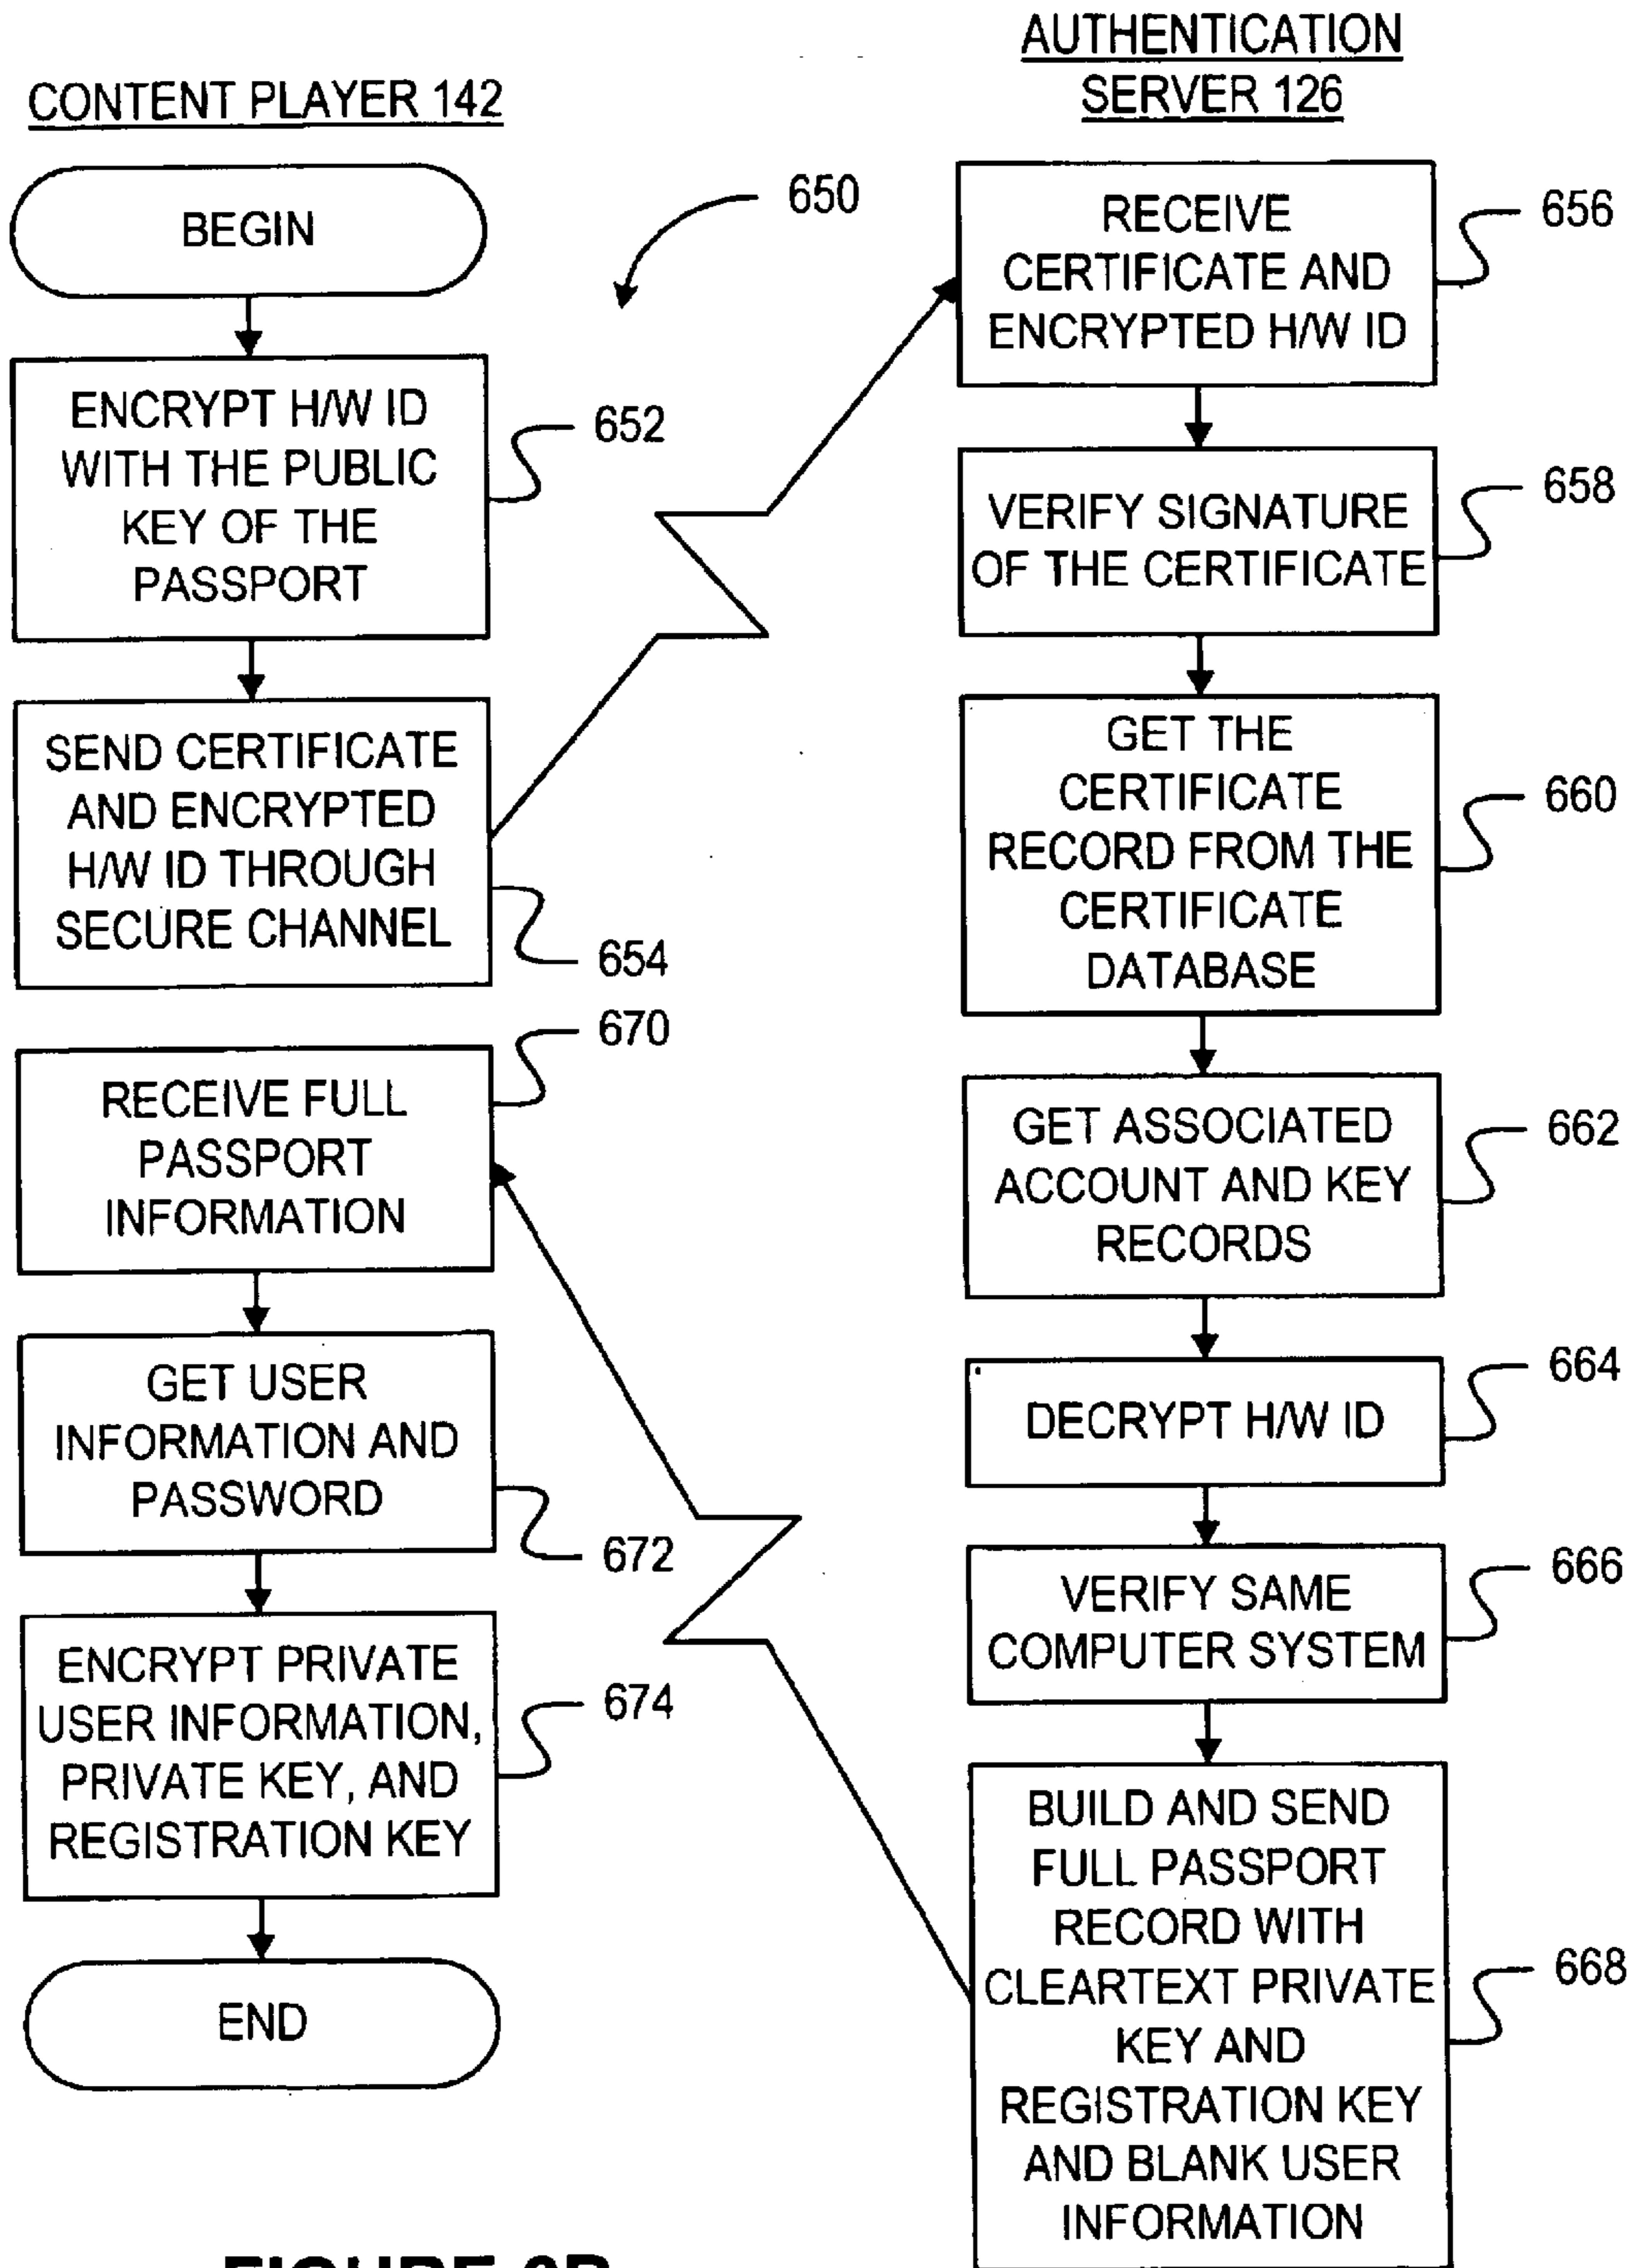 CONTENT PLAYER 142
BEGIN
650
ENCRYPT H/W ID
WITH THE PUBLIC
KEY OF THE
PASSPORT
652
SEND CERTIFICATE
AND ENCRYPTED
H/W ID THROUGH
SECURE CHANNEL
654
670
RECEIVE FULL
PASSPORT
INFORMATION
GET USER
INFORMATION AND
PASSWORD
672
ENCRYPT PRIVATE
USER INFORMATION,
PRIVATE KEY, AND
REGISTRATION KEY
674
END
AUTHENTICATION
SERVER 126
RECEIVE
CERTIFICATE AND
ENCRYPTED H/W ID
656
VERIFY SIGNATURE
OF THE CERTIFICATE
658
GET THE
CERTIFICATE
RECORD FROM THE
CERTIFICATE
DATABASE
660
GET ASSOCIATED
ACCOUNT AND KEY
RECORDS
662
DECRYPT H/W ID
664
VERIFY SAME
COMPUTER SYSTEM
666
BUILD AND SEND
FULL PASSPORT
RECORD WITH
CLEARTEXT PRIVATE
KEY AND
REGISTRATION KEY
AND BLANK USER
INFORMATION
668
FIGURE